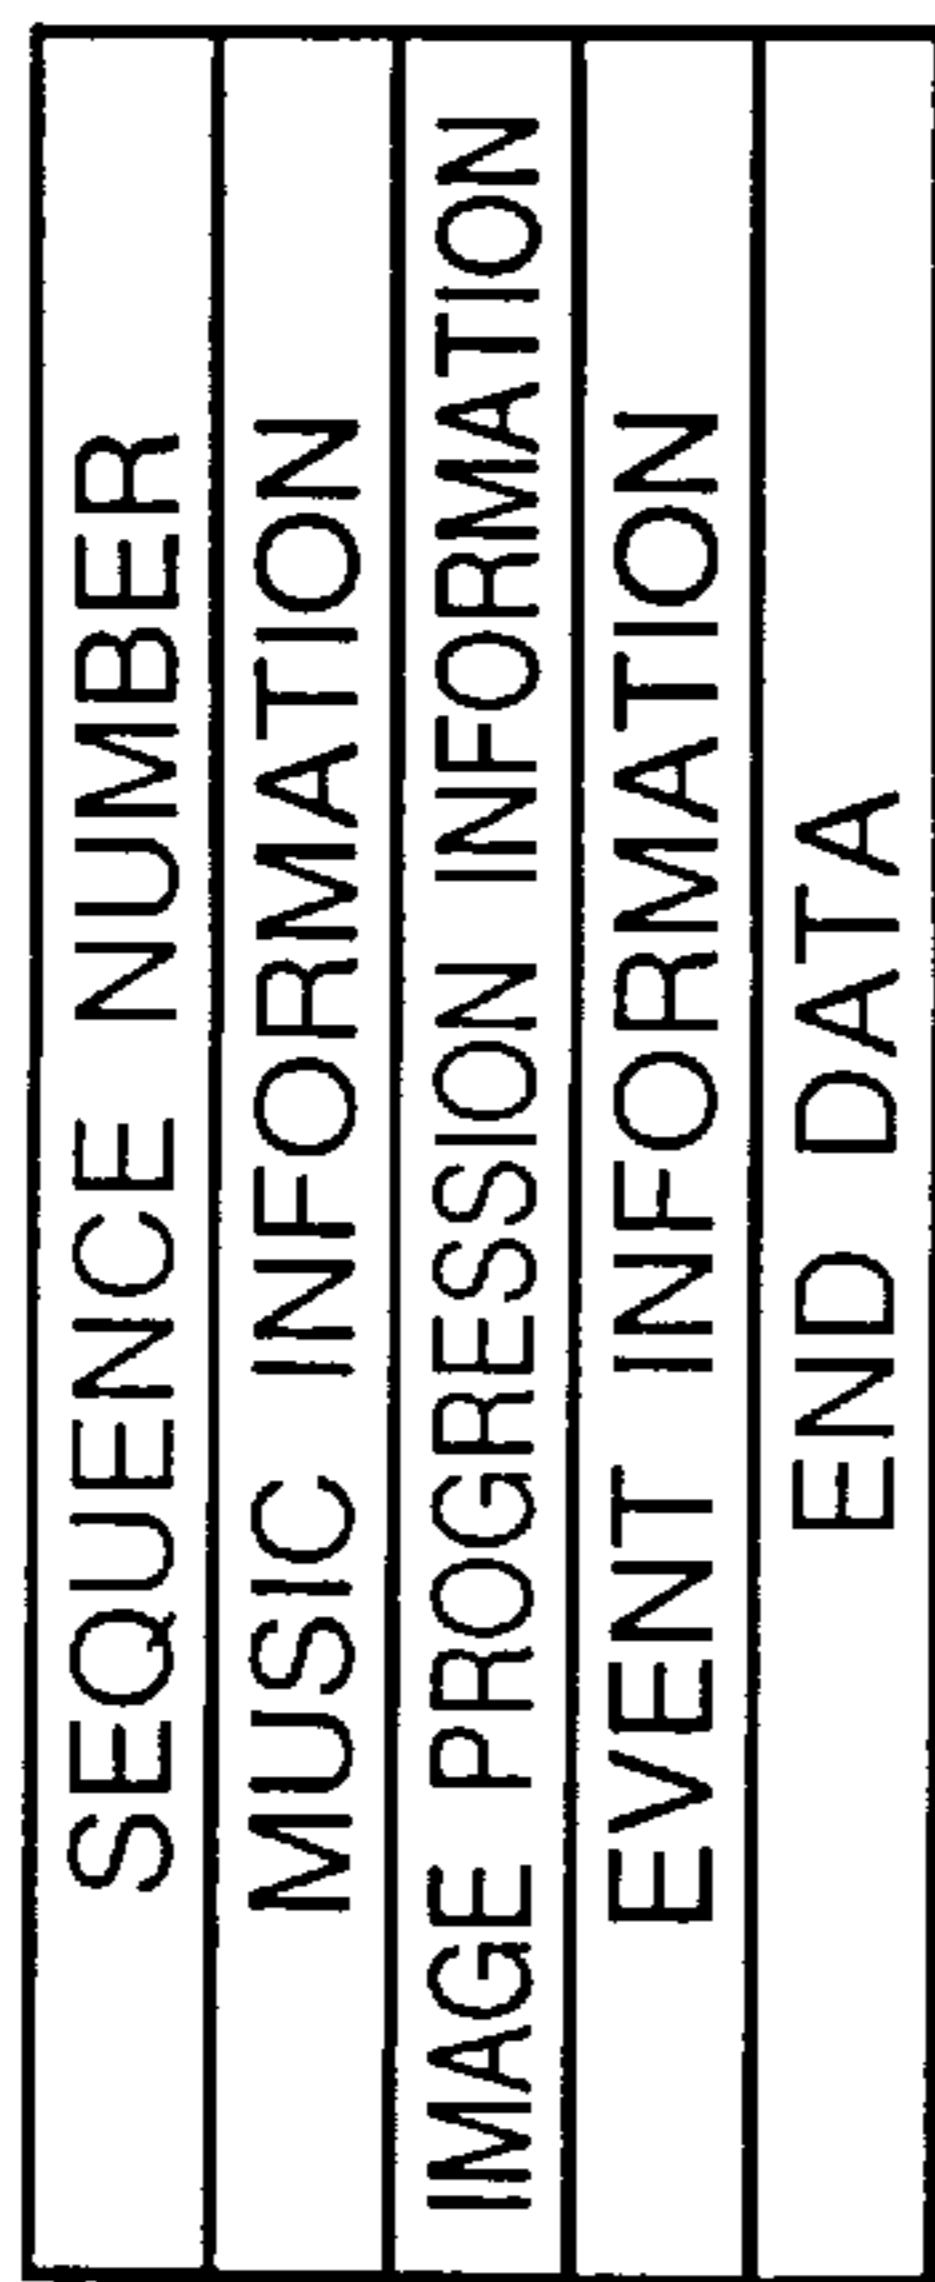 SEQUENCE NUMBER
MUSIC INFORMATION
IMAGE PROGRESSION INFORMATION
EVENT INFORMATION
END DATA